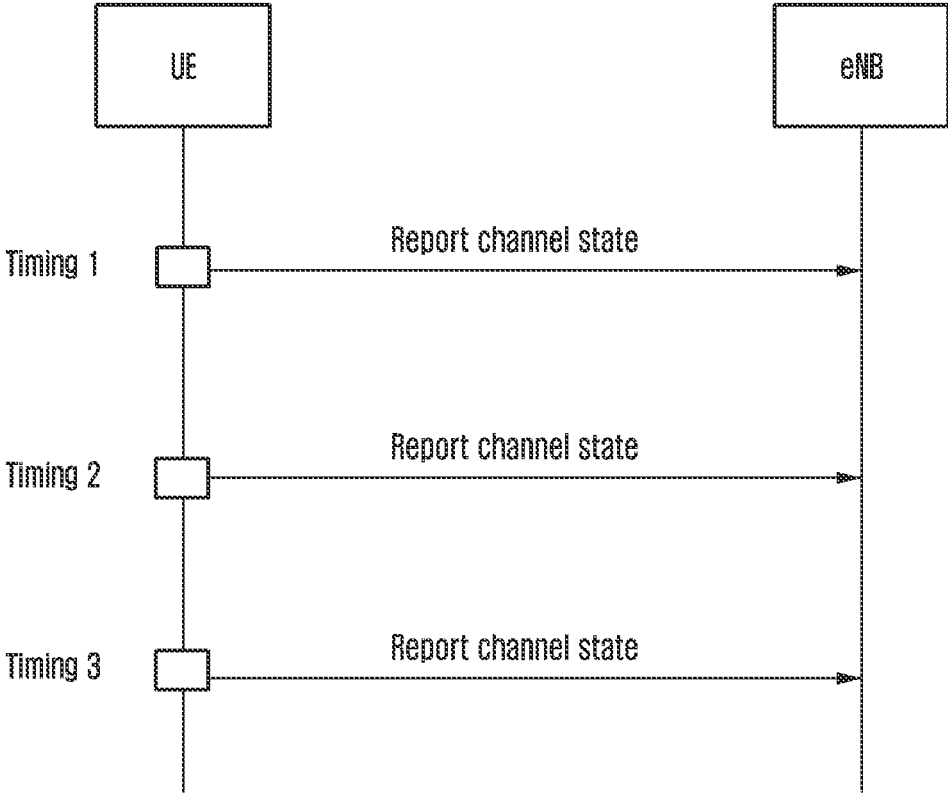 UE
eNB
Report channel state
Timing 1
Report channel state
Timing 2
Report channel state
Timing 3